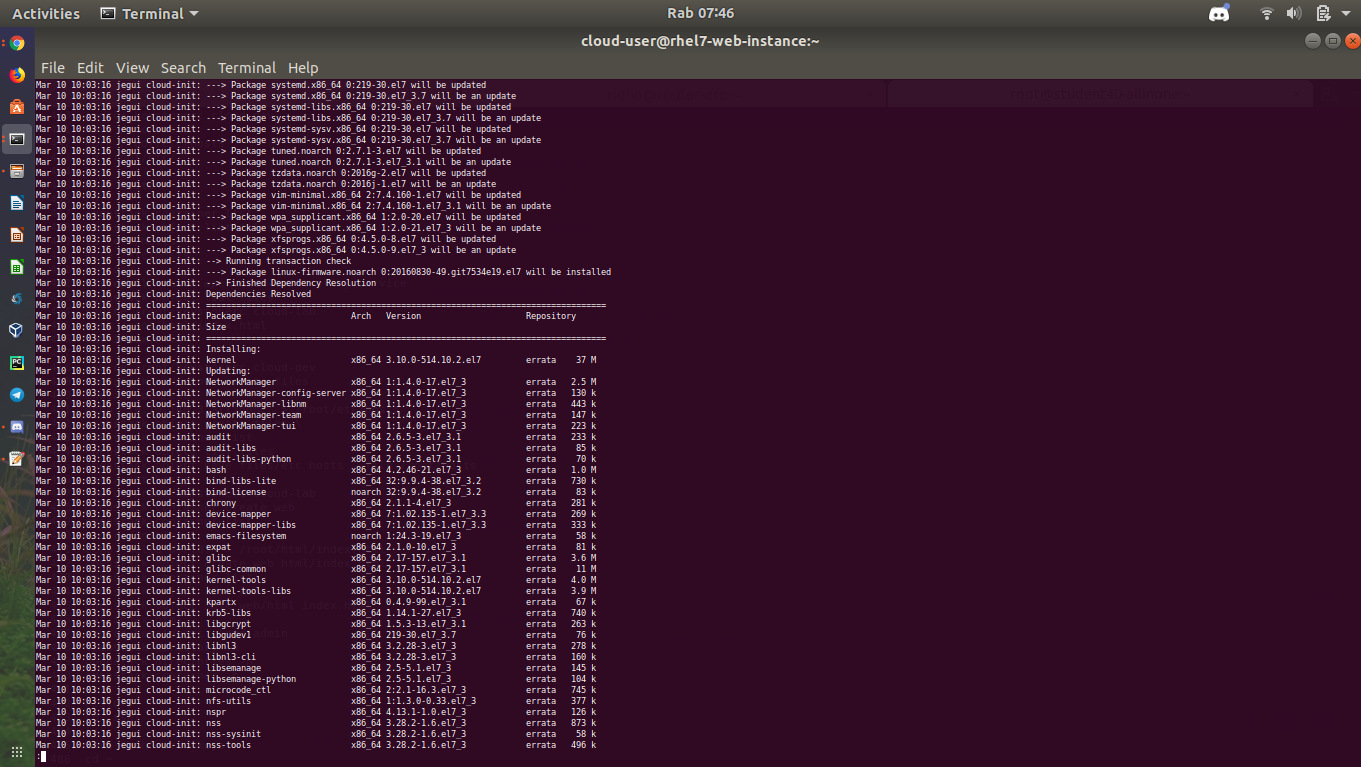 Activities Terminal Rab 07:46
cloud-user@rhel7-web-instance:~
File Edit View Search Terminal Help
Mar 10 10:03:16 jegui cloud-init: ---> Package systemd.x86_64 0:219-30.el7 will be updated
Mar 10 10:03:16 jegui cloud-init: ---> Package systemd.x86_64 0:219-30.el7_3.7 will be an update
Mar 10 10:03:16 jegui cloud-init: ---> Package systemd-libs.x86_64 0:219-30.el7 will be updated
Mar 10 10:03:16 jegui cloud-init: ---> Package systemd-libs.x86_64 0:219-30.el7_3.7 will be an update
Mar 10 10:03:16 jegui cloud-init: ---> Package systemd-sysv.x86_64 0:219-30.el7 will be updated
Mar 10 10:03:16 jegui cloud-init: ---> Package systemd-sysv.x86_64 0:219-30.el7_3.7 will be an update
Mar 10 10:03:16 jegui cloud-init: ---> Package tuned.noarch 0:2.7.1-3.el7 will be updated
Mar 10 10:03:16 jegui cloud-init: ---> Package tuned.noarch 0:2.7.1-3.el7_3.1 will be an update
Mar 10 10:03:16 jegui cloud-init: ---> Package tzdata.noarch 0:2016g-2.el7 will be updated
Mar 10 10:03:16 jegui cloud-init: ---> Package tzdata.noarch 0:2016j-1.el7 will be an update
Mar 10 10:03:16 jegui cloud-init: ---> Package vim-minimal.x86_64 2:7.4.160-1.el7 will be updated
Mar 10 10:03:16 jegui cloud-init: ---> Package vim-minimal.x86_64 2:7.4.160-1.el7_3.1 will be an update
Mar 10 10:03:16 jegui cloud-init: ---> Package wpa_supplicant.x86_64 1:2.0-20.el7 will be updated
Mar 10 10:03:16 jegui cloud-init: ---> Package wpa_supplicant.x86_64 1:2.0-21.el7_3 will be an update
Mar 10 10:03:16 jegui cloud-init: ---> Package xfsprogs.x86_64 0:4.5.0-8.el7 will be updated
Mar 10 10:03:16 jegui cloud-init: ---> Package xfsprogs.x86_64 0:4.5.0-9.el7_3 will be an update
Mar 10 10:03:16 jegui cloud-init: --> Running transaction check
Mar 10 10:03:16 jegui cloud-init: ---> Package linux-firmware.noarch 0:20160830-49.git7534e19.el7 will be installed
Mar 10 10:03:16 jegui cloud-init: --> Finished Dependency Resolution
Mar 10 10:03:16 jegui cloud-init: Dependencies Resolved
Mar 10 10:03:16 jegui cloud-init: ================================================================================
Mar 10 10:03:16 jegui cloud-init: Package Arch Version Repository
Mar 10 10:03:16 jegui cloud-init: Size
Mar 10 10:03:16 jegui cloud-init: ================================================================================
Mar 10 10:03:16 jegui cloud-init: Installing:
Mar 10 10:03:16 jegui cloud-init: kernel x86_64 3.10.0-514.10.2.el7 errata 37 M
Mar 10 10:03:16 jegui cloud-init: Updating:
Mar 10 10:03:16 jegui cloud-init: NetworkManager x86_64 1:1.4.0-17.el7_3 errata 2.5 M
Mar 10 10:03:16 jegui cloud-init: NetworkManager-config-server x86_64 1:1.4.0-17.el7_3 errata 130 k
Mar 10 10:03:16 jegui cloud-init: NetworkManager-libnm x86_64 1:1.4.0-17.el7_3 errata 443 k
Mar 10 10:03:16 jegui cloud-init: NetworkManager-team x86_64 1:1.4.0-17.el7_3 errata 147 k
Mar 10 10:03:16 jegui cloud-init: NetworkManager-tui x86_64 1:1.4.0-17.el7_3 errata 223 k
Mar 10 10:03:16 jegui cloud-init: audit x86_64 2.6.5-3.el7_3.1 errata 233 k
Mar 10 10:03:16 jegui cloud-init: audit-libs x86_64 2.6.5-3.el7_3.1 errata 85 k
Mar 10 10:03:16 jegui cloud-init: audit-libs-python x86_64 2.6.5-3.el7_3.1 errata 70 k
Mar 10 10:03:16 jegui cloud-init: bash x86_64 4.2.46-21.el7_3 errata 1.0 M
Mar 10 10:03:16 jegui cloud-init: bind-libs-lite x86_64 32:9.9.4-38.el7_3.2 errata 730 k
Mar 10 10:03:16 jegui cloud-init: bind-license noarch 32:9.9.4-38.el7_3.2 errata 83 k
Mar 10 10:03:16 jegui cloud-init: chrony x86_64 2.1.1-4.el7_3 errata 281 k
Mar 10 10:03:16 jegui cloud-init: device-mapper x86_64 7:1.02.135-1.el7_3.3 errata 269 k
Mar 10 10:03:16 jegui cloud-init: device-mapper-libs x86_64 7:1.02.135-1.el7_3.3 errata 333 k
Mar 10 10:03:16 jegui cloud-init: emacs-filesystem noarch 1:24.3-19.el7_3 errata 58 k
Mar 10 10:03:16 jegui cloud-init: expat x86_64 2.1.0-10.el7_3 errata 81 k
Mar 10 10:03:16 jegui cloud-init: glibc x86_64 2.17-157.el7_3.1 errata 3.6 M
Mar 10 10:03:16 jegui cloud-init: glibc-common x86_64 2.17-157.el7_3.1 errata 11 M
Mar 10 10:03:16 jegui cloud-init: kernel-tools x86_64 3.10.0-514.10.2.el7 errata 4.0 M
Mar 10 10:03:16 jegui cloud-init: kernel-tools-libs x86_64 3.10.0-514.10.2.el7 errata 3.9 M
Mar 10 10:03:16 jegui cloud-init: kpartx x86_64 0.4.9-99.el7_3.1 errata 67 k
Mar 10 10:03:16 jegui cloud-init: krb5-libs x86_64 1.14.1-27.el7_3 errata 740 k
Mar 10 10:03:16 jegui cloud-init: libgcrypt x86_64 1.5.3-13.el7_3.1 errata 263 k
Mar 10 10:03:16 jegui cloud-init: libgudev1 x86_64 219-30.el7_3.7 errata 76 k
Mar 10 10:03:16 jegui cloud-init: libnl3 x86_64 3.2.28-3.el7_3 errata 278 k
Mar 10 10:03:16 jegui cloud-init: libnl3-cli x86_64 3.2.28-3.el7_3 errata 160 k
Mar 10 10:03:16 jegui cloud-init: libsemanage x86_64 2.5-5.1.el7_3 errata 145 k
Mar 10 10:03:16 jegui cloud-init: libsemanage-python x86_64 2.5-5.1.el7_3 errata 104 k
Mar 10 10:03:16 jegui cloud-init: microcode_ctl x86_64 2:2.1-16.3.el7_3 errata 745 k
Mar 10 10:03:16 jegui cloud-init: nfs-utils x86_64 1:1.3.0-0.33.el7_3 errata 377 k
Mar 10 10:03:16 jegui cloud-init: nspr x86_64 4.13.1-1.0.el7_3 errata 126 k
Mar 10 10:03:16 jegui cloud-init: nss x86_64 3.28.2-1.6.el7_3 errata 873 k
Mar 10 10:03:16 jegui cloud-init: nss-sysinit x86_64 3.28.2-1.6.el7_3 errata 58 k
Mar 10 10:03:16 jegui cloud-init: nss-tools x86_64 3.28.2-1.6.el7_3 errata 496 k
: